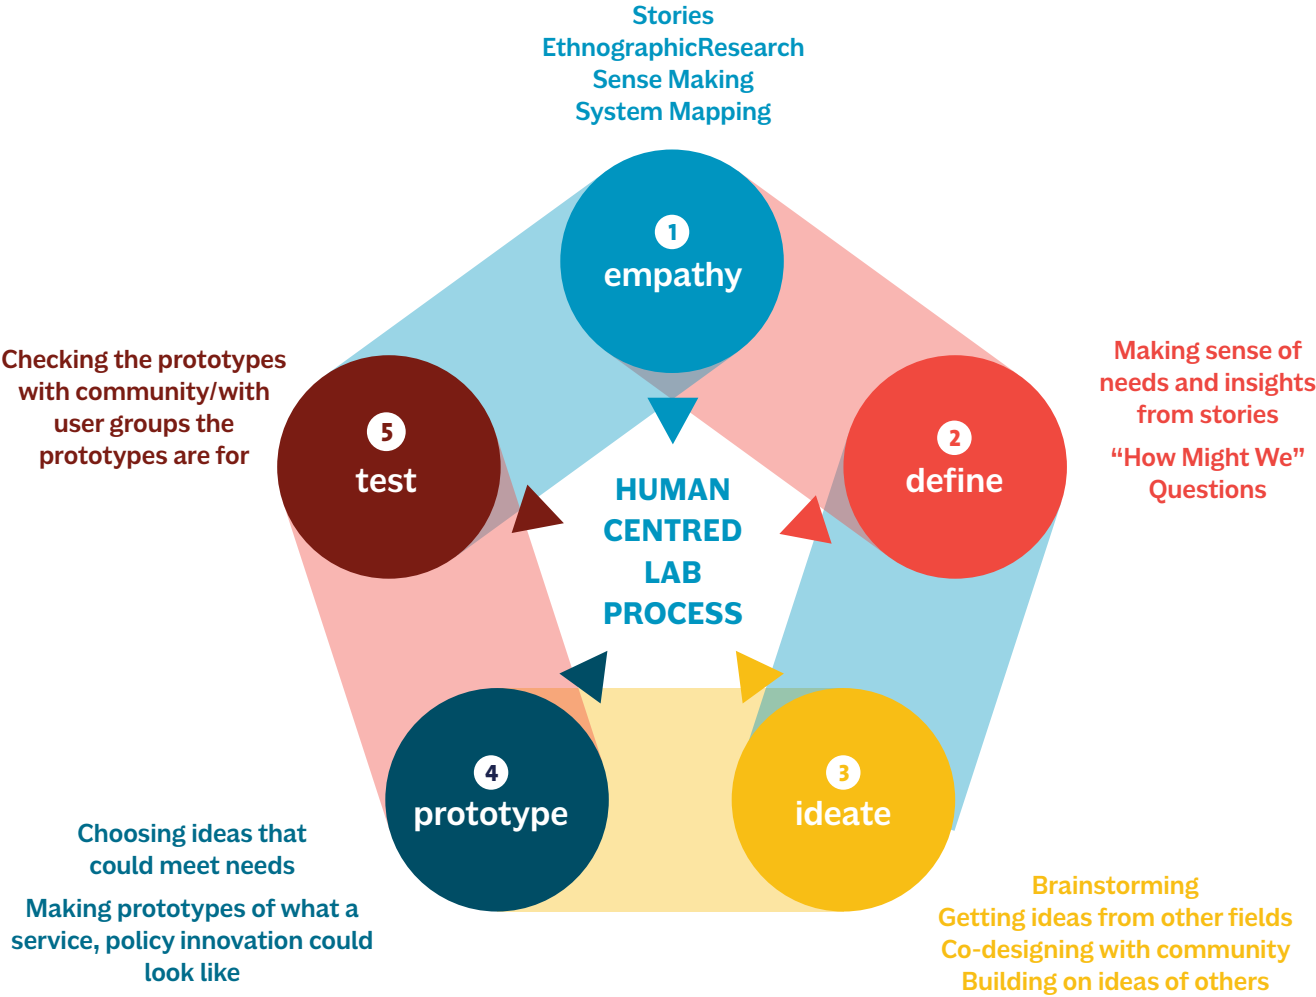 Stories
EthnographicResearch
Sense Making
System Mapping
1
empathy
Making sense of
needs and insights
from stories
“How Might We”
Questions
2
define
3
ideate
Brainstorming
Getting ideas from other fields
Co-designing with community
Building on ideas of others
4
prototype
Choosing ideas that
could meet needs
Making prototypes of what a
service, policy innovation could
look like
5
test
Checking the prototypes
with community/with
user groups the
prototypes are for
HUMAN
CENTRED
LAB
PROCESS